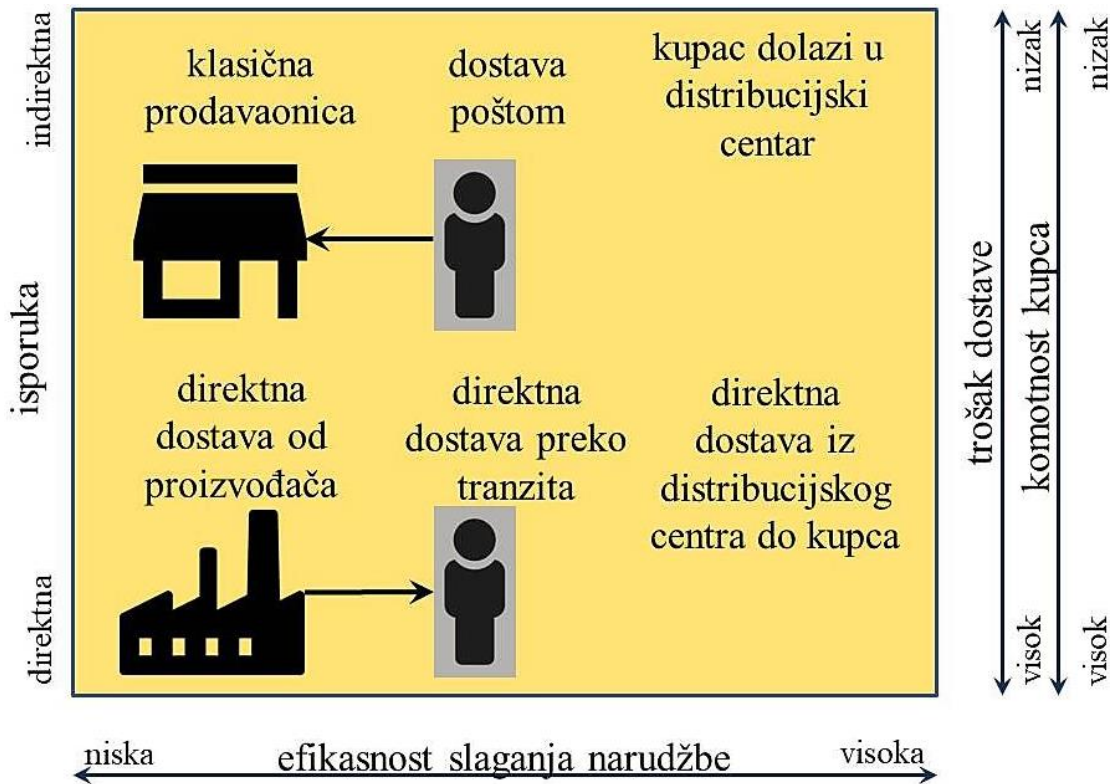 indirektna
isporuka
direktna
klasična
prodavaonica
dostava
poštom
kupac dolazi u
distribucijski
centar
direktna
dostava od
proizvođača
direktna
dostava preko
tranzita
direktna
dostava iz
distribucijskog
centra do kupca
trošak dostave
nizak
visok
komotnost kupca
nizak
visok
niska
efikasnost slaganja narudžbe
visoka